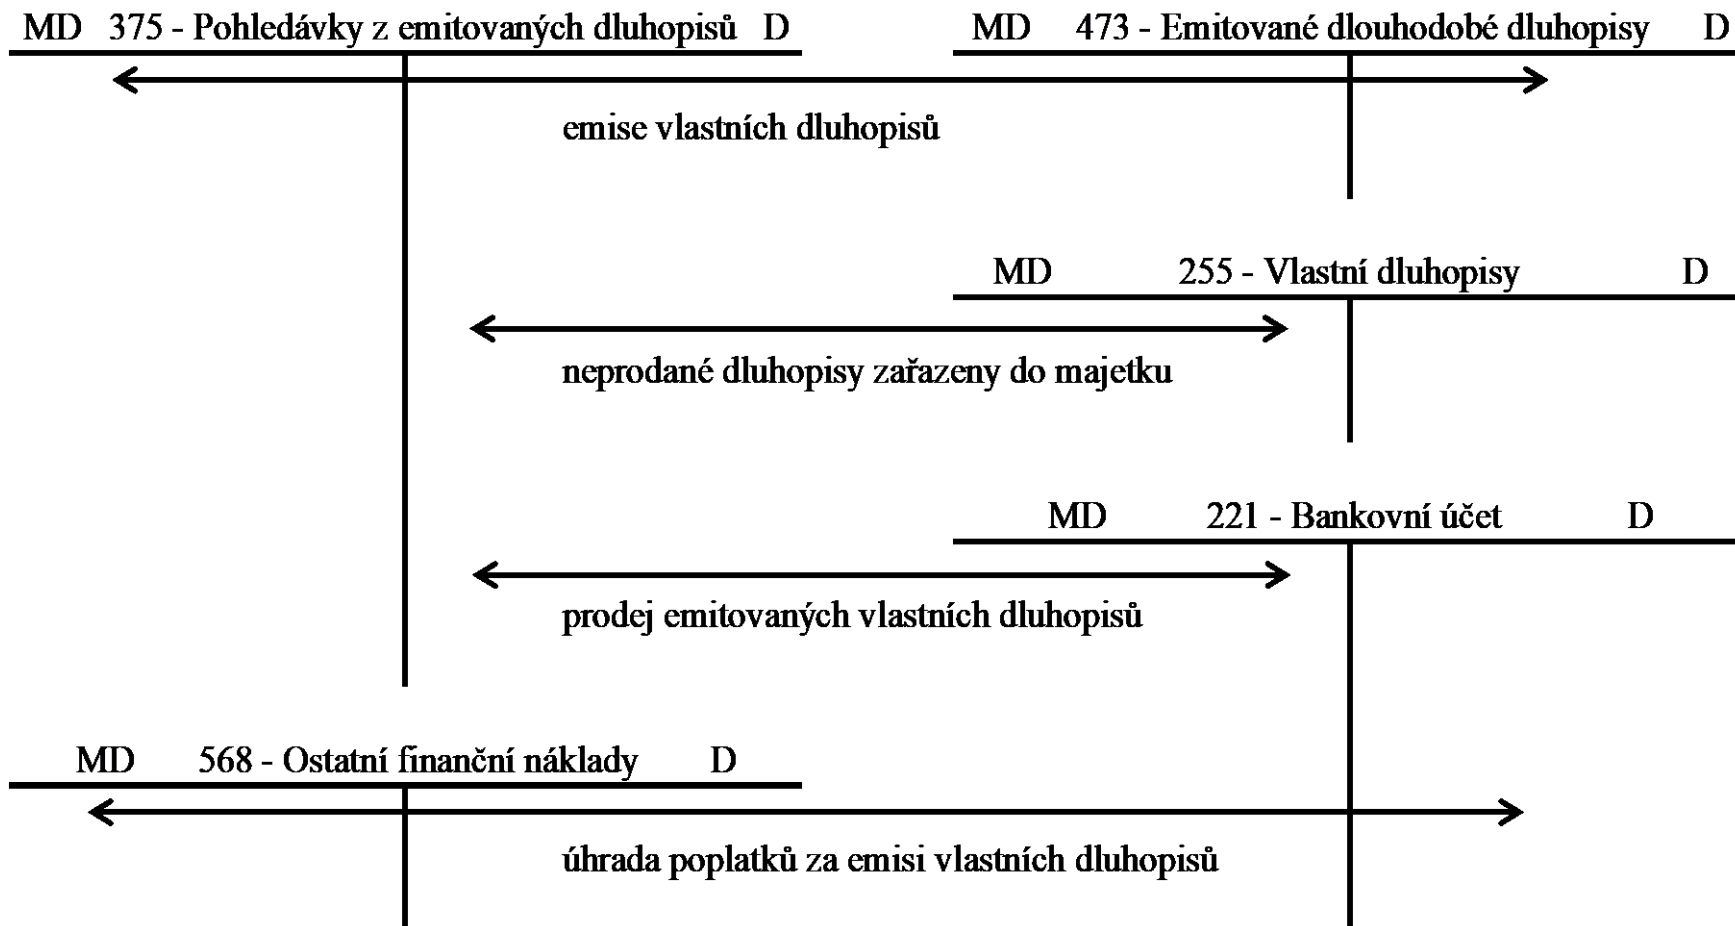 MD 375 - Pohledávky z emitovaných dluhopisů D MD 473 - Emitované dlouhodobé dluhopisy D
emise vlastních dluhopisů
MD 255 - Vlastní dluhopisy D
neprodané dluhopisy zařazeny do majetku
MD 221 - Bankovní účet D
prodej emitovaných vlastních dluhopisů
MD 568 - Ostatní finanční náklady D
úhrada poplatků za emisi vlastních dluhopisů